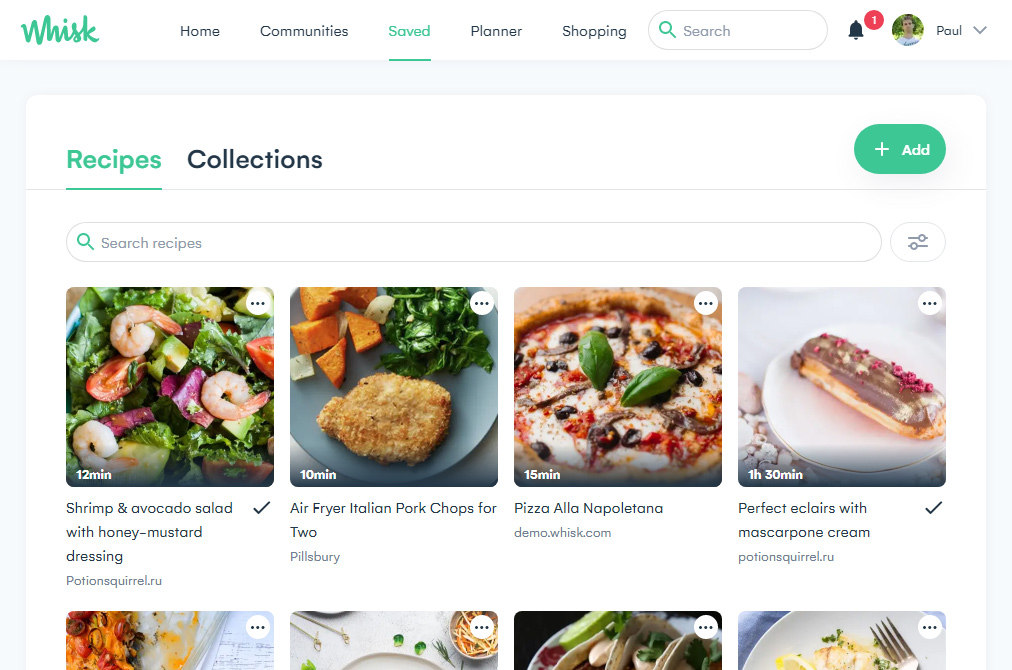 Whisk
Home
Communities
Saved
Planner
Shopping
Search
1
Paul
Recipes
Collections
+ Add
Search recipes
12min
10min
15min
1h 30min
Shrimp & avocado salad
with honey-mustard
dressing
Potionsquirrel.ru
Air Fryer Italian Pork Chops for
Two
Pillsbury
Pizza Alla Napoletana
demo.whisk.com
Perfect eclairs with
mascarpone cream
potionsquirrel.ru